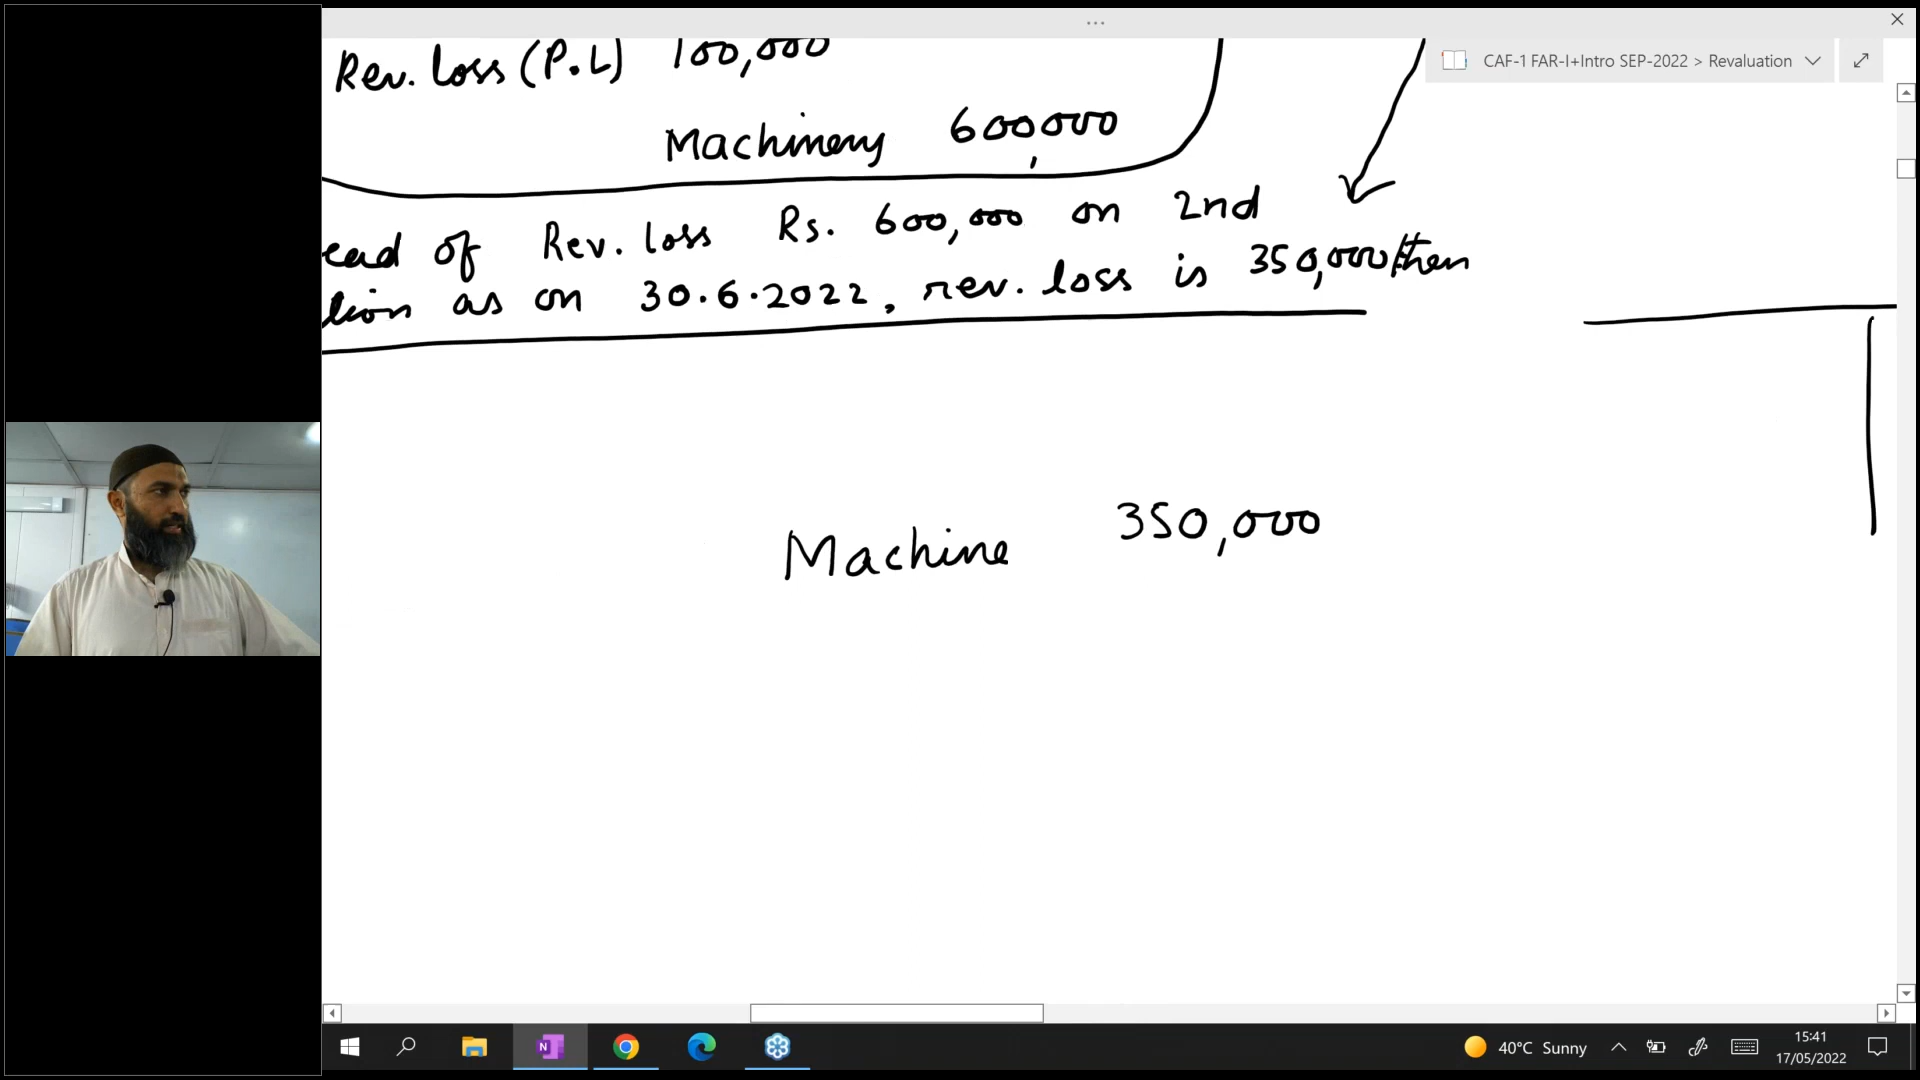 CAF-1 FAR-I+Intro SEP-2022 > Revaluation
Rev. loss (P.L) 100,000
Machinery 600,000
ead of Rev. loss Rs. 600,000 on 2nd
tion as on 30.6.2022, rev. loss is 350,000/then
Machine 350,000
40°C Sunny
15:41
17/05/2022